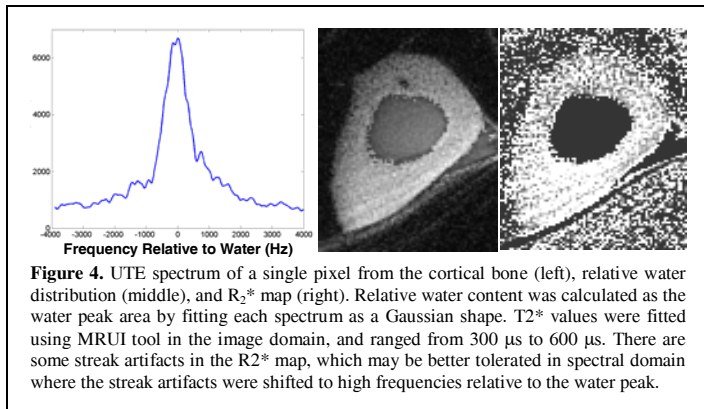 6000
4000
2000
0
-4000 -3000 -2000 -1000 0 1000 2000 3000 4000
Frequency Relative to Water (Hz)
Figure 4. UTE spectrum of a single pixel from the cortical bone (left), relative water
distribution (middle), and R₂* map (right). Relative water content was calculated as the
water peak area by fitting each spectrum as a Gaussian shape. T2* values were fitted
using MRUI tool in the image domain, and ranged from 300 μs to 600 μs. There are
some streak artifacts in the R2* map, which may be better tolerated in spectral domain
where the streak artifacts were shifted to high frequencies relative to the water peak.